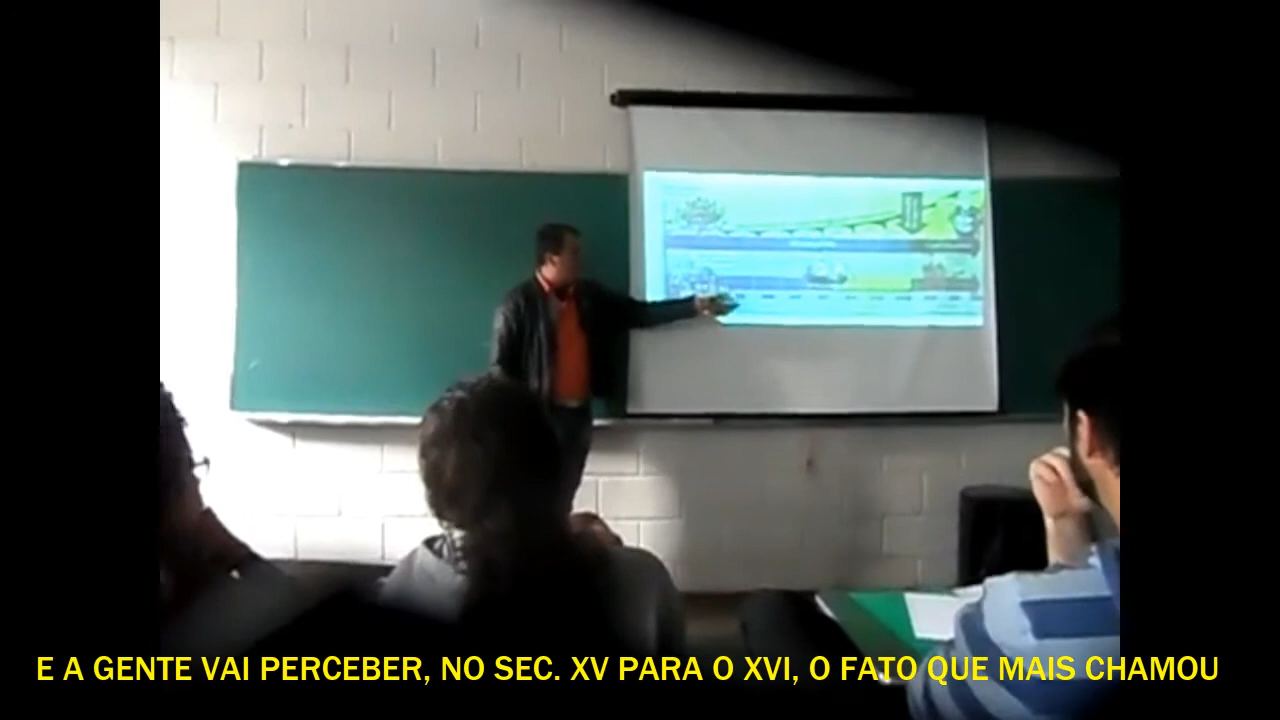 E A GENTE VAI PERCEBER, NO SEC. XV PARA O XVI, O FATO QUE MAIS CHAMOU